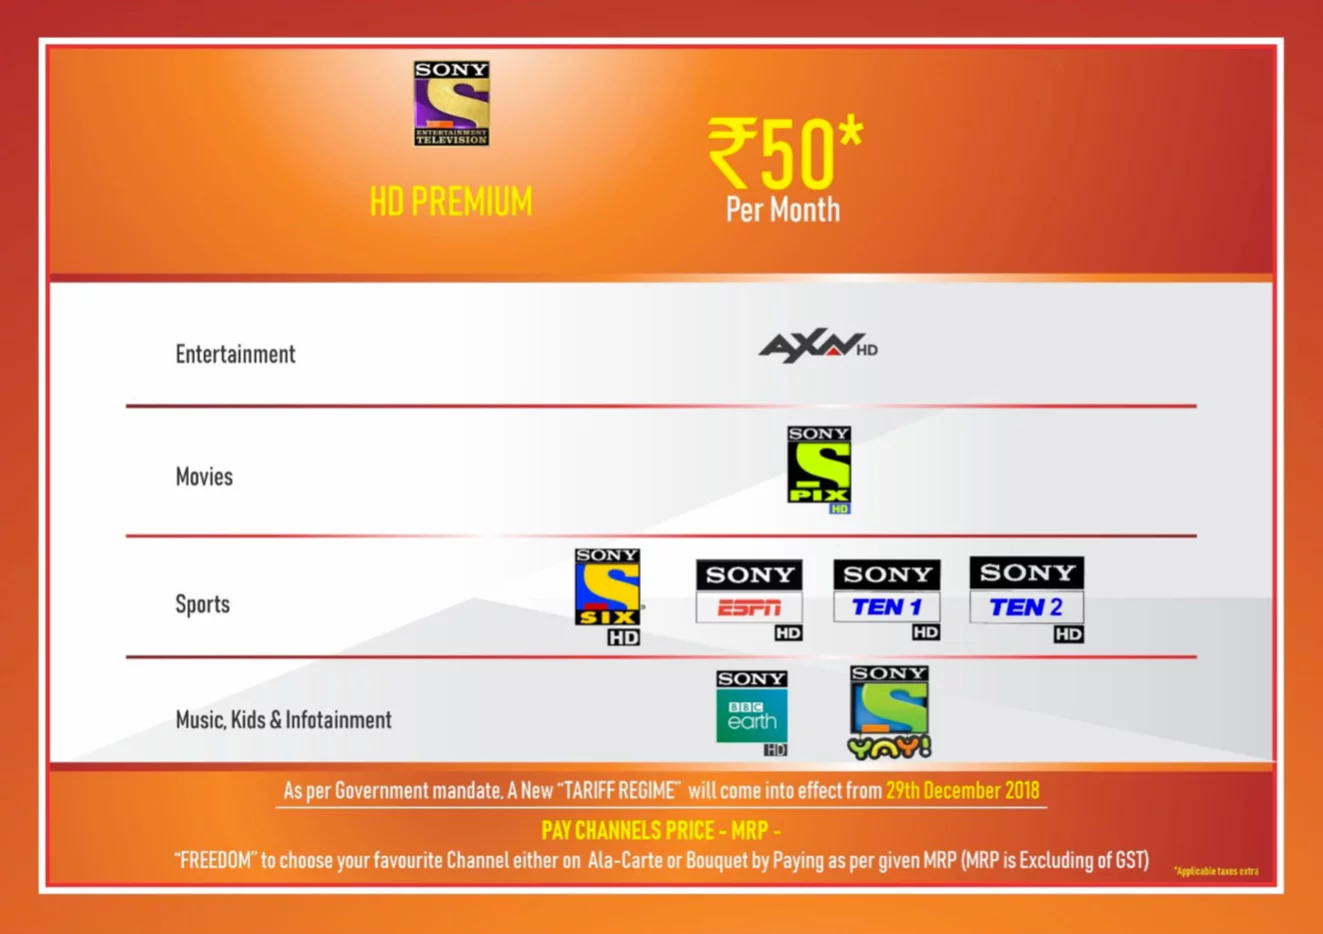 SONY
ENTERTAINMENT
TELEVISION
HD PREMIUM
₹50*
Per Month
Entertainment
AXN HD
Movies
SONY
PIX
HD
Sports
SONY
SIX
HD
SONY
ESPN
HD
SONY
TEN 1
HD
SONY
TEN 2
HD
Music, Kids & Infotainment
SONY
BBC
earth
HD
SONY
YAY!
As per Government mandate, A New "TARIFF REGIME" will come into effect from 29th December 2018
PAY CHANNELS PRICE - MRP -
"FREEDOM" to choose your favourite Channel either on Ala-Carte or Bouquet by Paying as per given MRP (MRP is Excluding of GST)
*Applicable taxes extra